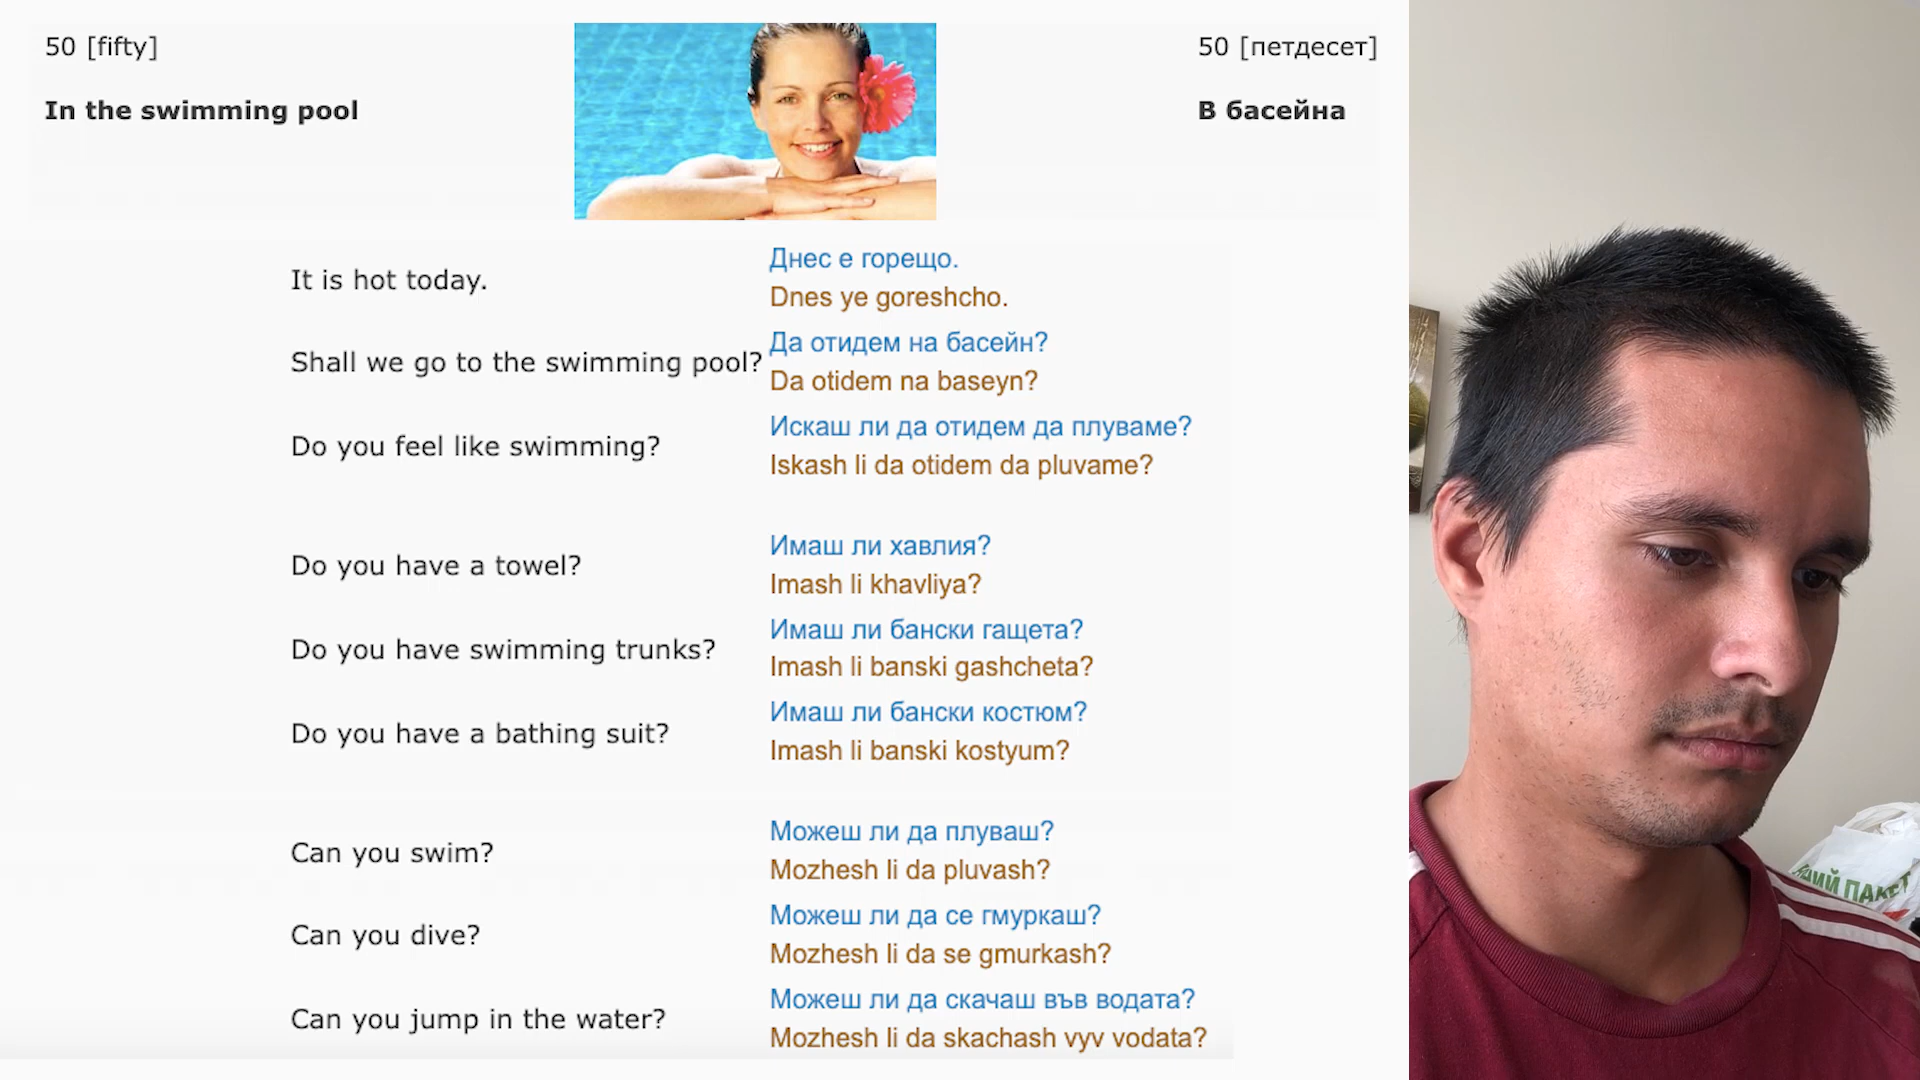 50 [fifty]
50 [петдесет]
In the swimming pool
В басейна
It is hot today.
Днес е горещо.
Dnes ye goreshcho.
Shall we go to the swimming pool?
Да отидем на басейн?
Da otidem na baseyn?
Do you feel like swimming?
Искаш ли да отидем да плуваме?
Iskash li da otidem da pluvame?
Do you have a towel?
Имаш ли хавлия?
Imash li khavliya?
Do you have swimming trunks?
Имаш ли бански гащета?
Imash li banski gashcheta?
Do you have a bathing suit?
Имаш ли бански костюм?
Imash li banski kostyum?
Can you swim?
Можеш ли да плуваш?
Mozhesh li da pluvash?
Can you dive?
Можеш ли да се гмуркаш?
Mozhesh li da se gmurkash?
Can you jump in the water?
Можеш ли да скачаш във водата?
Mozhesh li da skachash vyv vodata?
ПАКЕТ